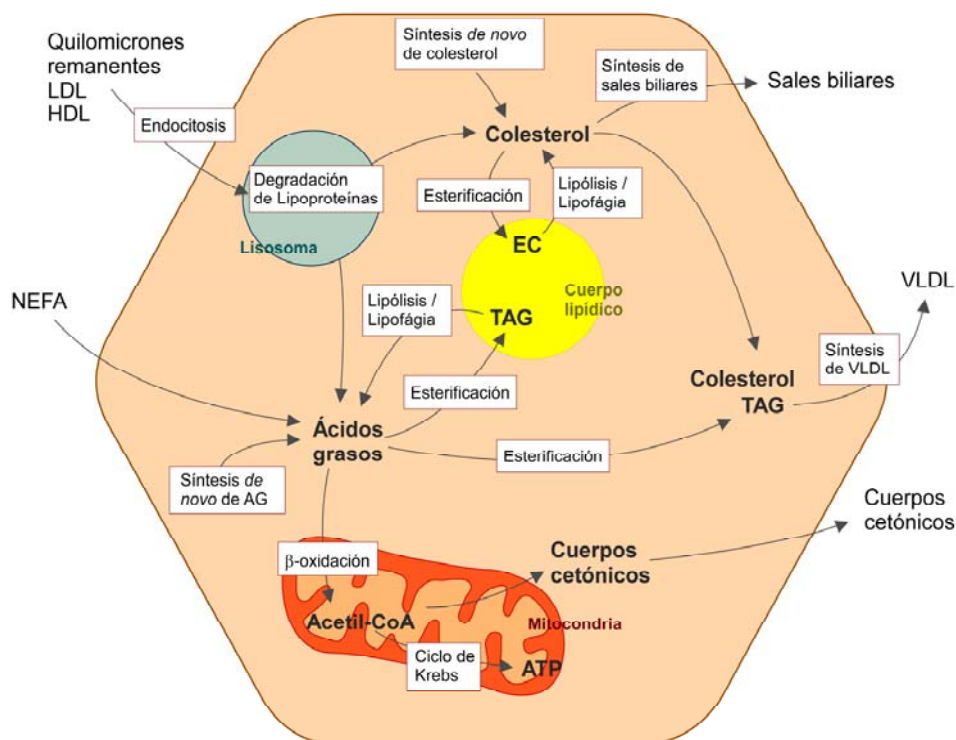 Quilomicrones
remanentes
LDL
HDL
Endocitosis
Síntesis de novo
de colesterol
Síntesis de
sales biliares
Sales biliares
Colesterol
Degradación
de Lipoproteínas
Lisosoma
Esterificación
Lipólisis /
Lipofágia
EC
Cuerpo
lipídico
TAG
Lipólisis /
Lipofágia
NEFA
VLDL
Síntesis
de VLDL
Colesterol
TAG
Esterificación
Ácidos
grasos
Esterificación
Síntesis de
novo de AG
Cuerpos
cetónicos
β-oxidación
Cuerpos
cetónicos
Acetil-CoA
Mitocondria
Ciclo de
Krebs
ATP